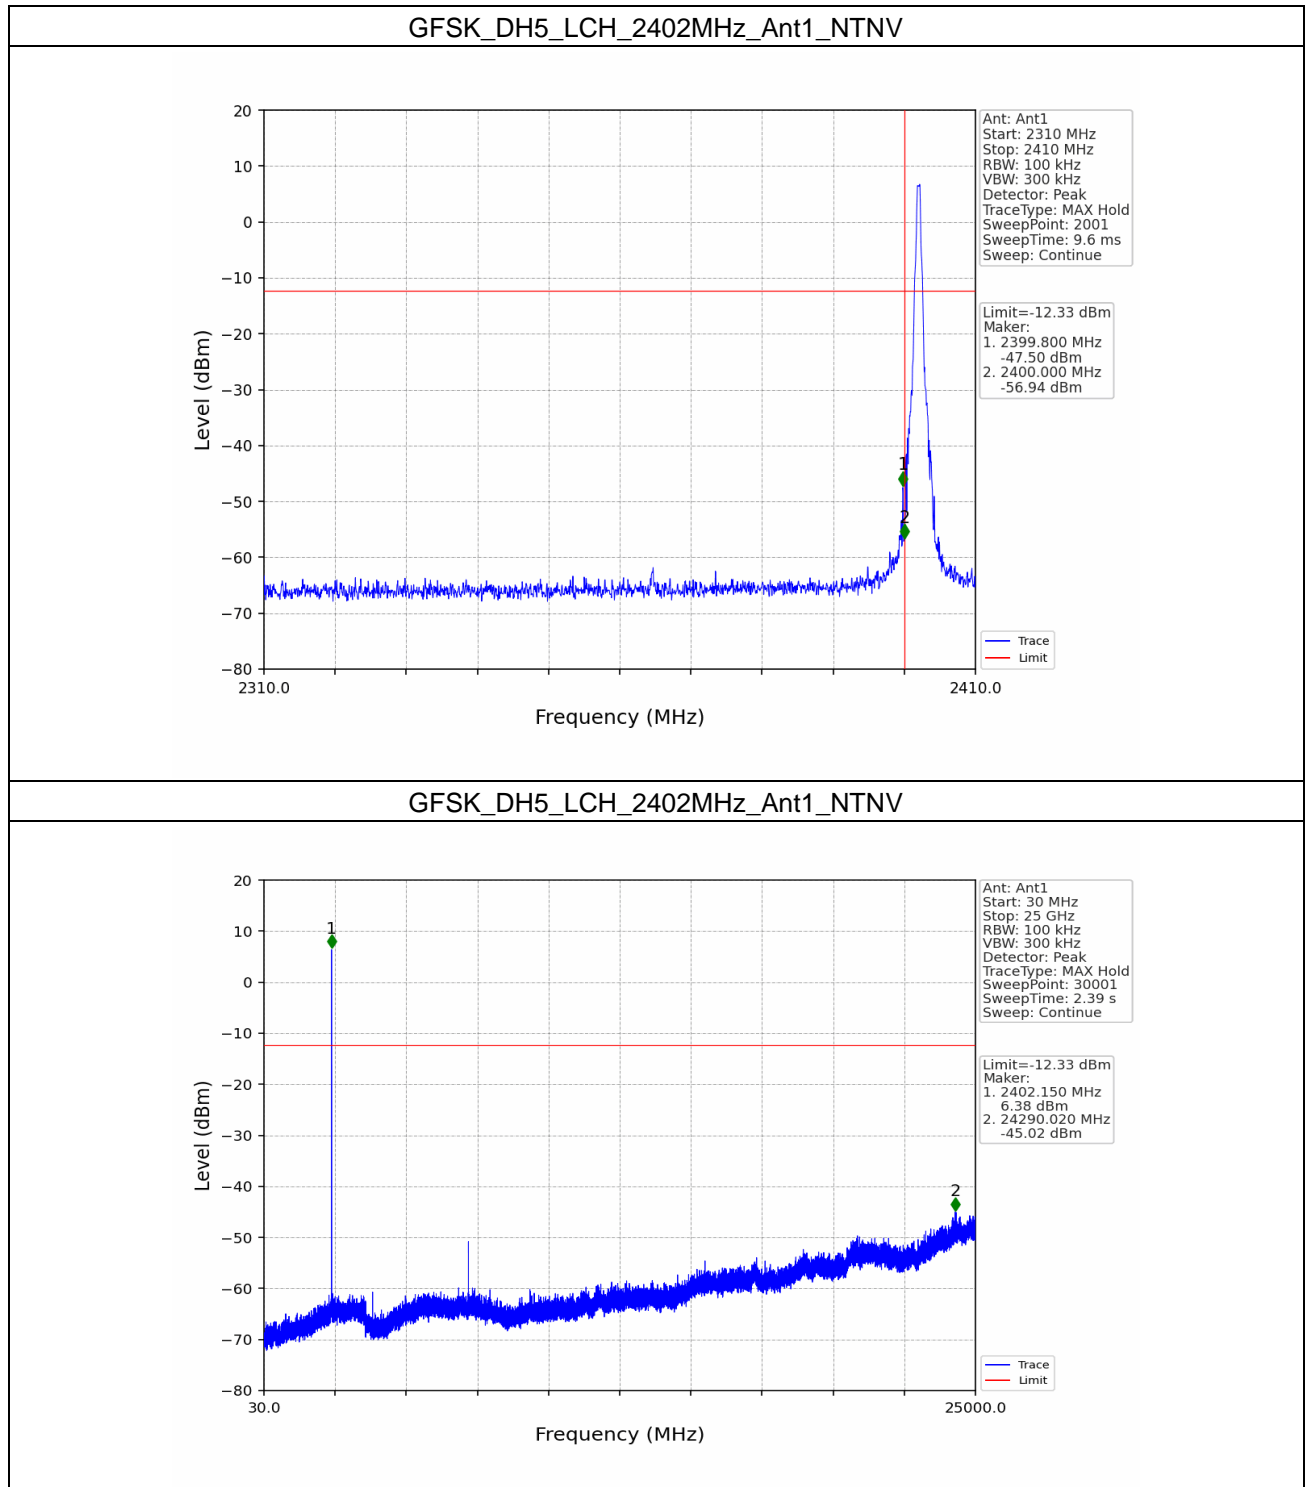 GFSK_DH5_LCH_2402MHz_Ant1_NTNV
20
10
0
−10
−20
−30
−40
−50
−60
−70
−80
Level (dBm)
2310.0
2410.0
Frequency (MHz)
1
2
Ant: Ant1
Start: 2310 MHz
Stop: 2410 MHz
RBW: 100 kHz
VBW: 300 kHz
Detector: Peak
TraceType: MAX Hold
SweepPoint: 2001
SweepTime: 9.6 ms
Sweep: Continue
Limit=-12.33 dBm
Maker:
1. 2399.800 MHz
-47.50 dBm
2. 2400.000 MHz
-56.94 dBm
Trace
Limit
GFSK_DH5_LCH_2402MHz_Ant1_NTNV
20
10
0
−10
−20
−30
−40
−50
−60
−70
−80
Level (dBm)
30.0
25000.0
Frequency (MHz)
1
2
Ant: Ant1
Start: 30 MHz
Stop: 25 GHz
RBW: 100 kHz
VBW: 300 kHz
Detector: Peak
TraceType: MAX Hold
SweepPoint: 30001
SweepTime: 2.39 s
Sweep: Continue
Limit=-12.33 dBm
Maker:
1. 2402.150 MHz
6.38 dBm
2. 24290.020 MHz
-45.02 dBm
Trace
Limit